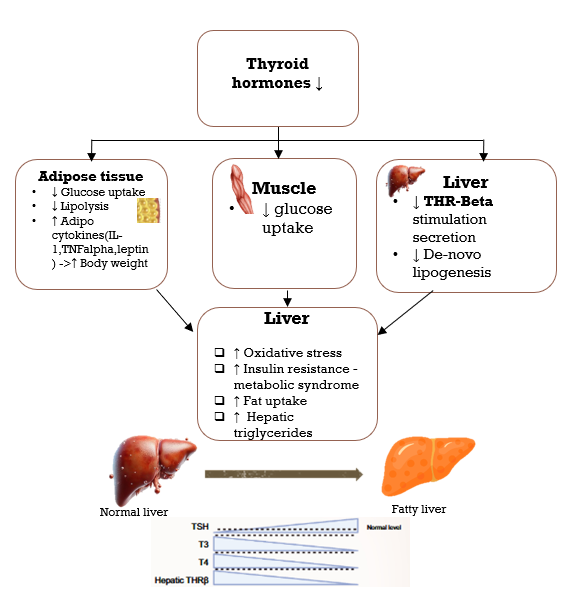 Thyroid
hormones ↓
Adipose tissue
• ↓ Glucose uptake
• ↓ Lipolysis
• ↑ Adipo
cytokines(IL-
1,TNFalpha,leptin
) ->↑ Body weight
Muscle
• ↓ glucose
uptake
Liver
• ↓ THR-Beta
stimulation
secretion
• ↓ De-novo
lipogenesis
Liver
❑ ↑ Oxidative stress
❑ ↑ Insulin resistance -
metabolic syndrome
❑ ↑ Fat uptake
❑ ↑ Hepatic
triglycerides
Normal liver
Fatty liver
TSH
Normal level
T3
T4
Hepatic THRβ